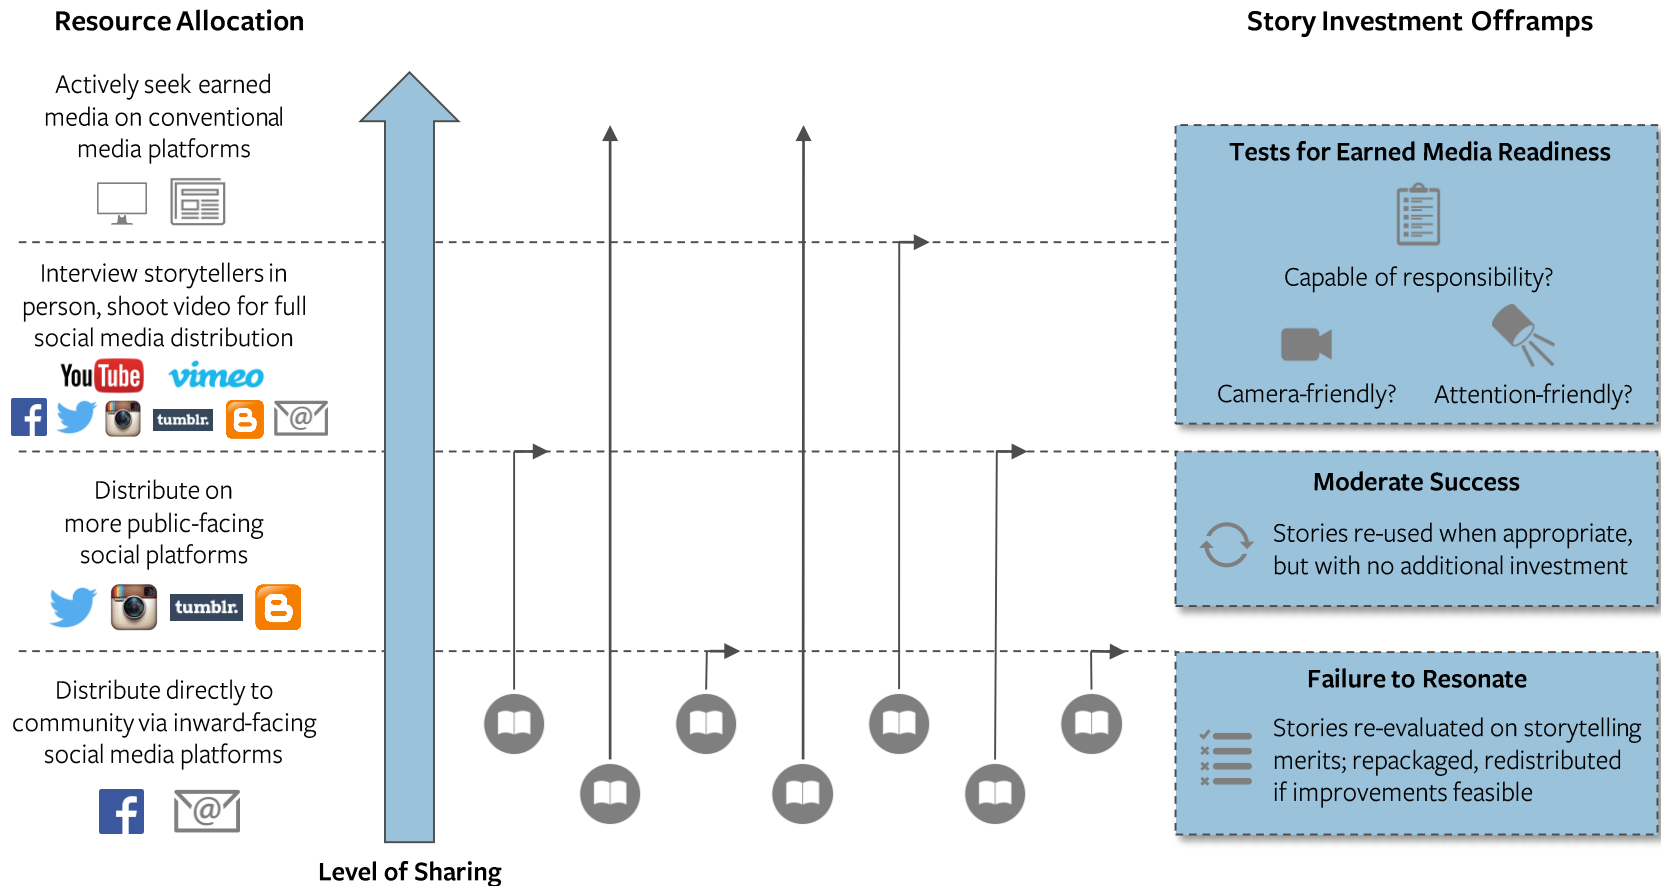 Resource Allocation
Story Investment Offramps
Actively seek earned
media on conventional
media platforms
Interview storytellers in
person, shoot video for full
social media distribution
YouTube
vimeo
f
tumblr.
B
@
Distribute on
more public-facing
social platforms
tumblr.
B
Distribute directly to
community via inward-facing
social media platforms
f
@
Level of Sharing
Tests for Earned Media Readiness
Capable of responsibility?
Camera-friendly?
Attention-friendly?
Moderate Success
Stories re-used when appropriate,
but with no additional investment
Failure to Resonate
Stories re-evaluated on storytelling
merits; repackaged, redistributed
if improvements feasible